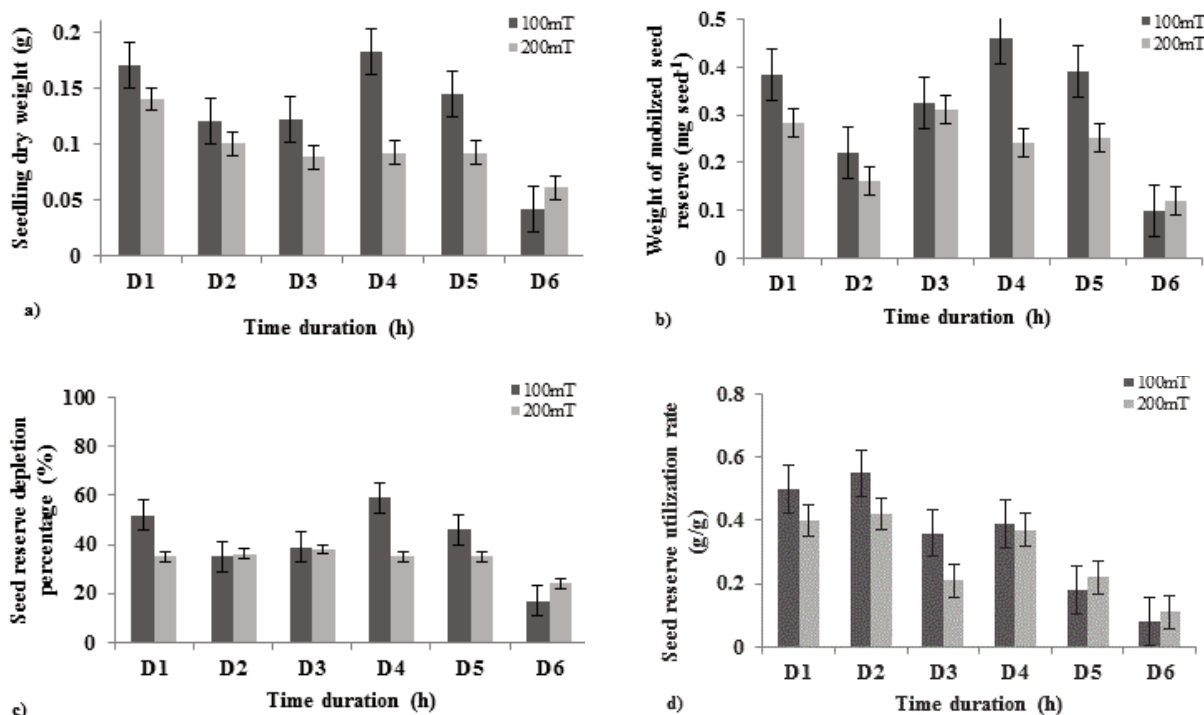 100mT
200mT
Seedling dry weight (g)
0.2
0.15
0.1
0.05
0
D1 D2 D3 D4 D5 D6
a)
Time duration (h)
b)
100mT
200mT
Weight of mobilzed seed
reserve (mg seed⁻¹)
0.5
0.4
0.3
0.2
0.1
0
D1 D2 D3 D4 D5 D6
Time duration (h)
b)
100mT
200mT
Seed reserve depletion
percentage (%)
100
80
60
40
20
0
D1 D2 D3 D4 D5 D6
Time duration (h)
c)
100mT
200mT
Seed reserve utilization rate
(g/g)
0.8
0.6
0.4
0.2
0
D1 D2 D3 D4 D5 D6
d)
Time duration (h)